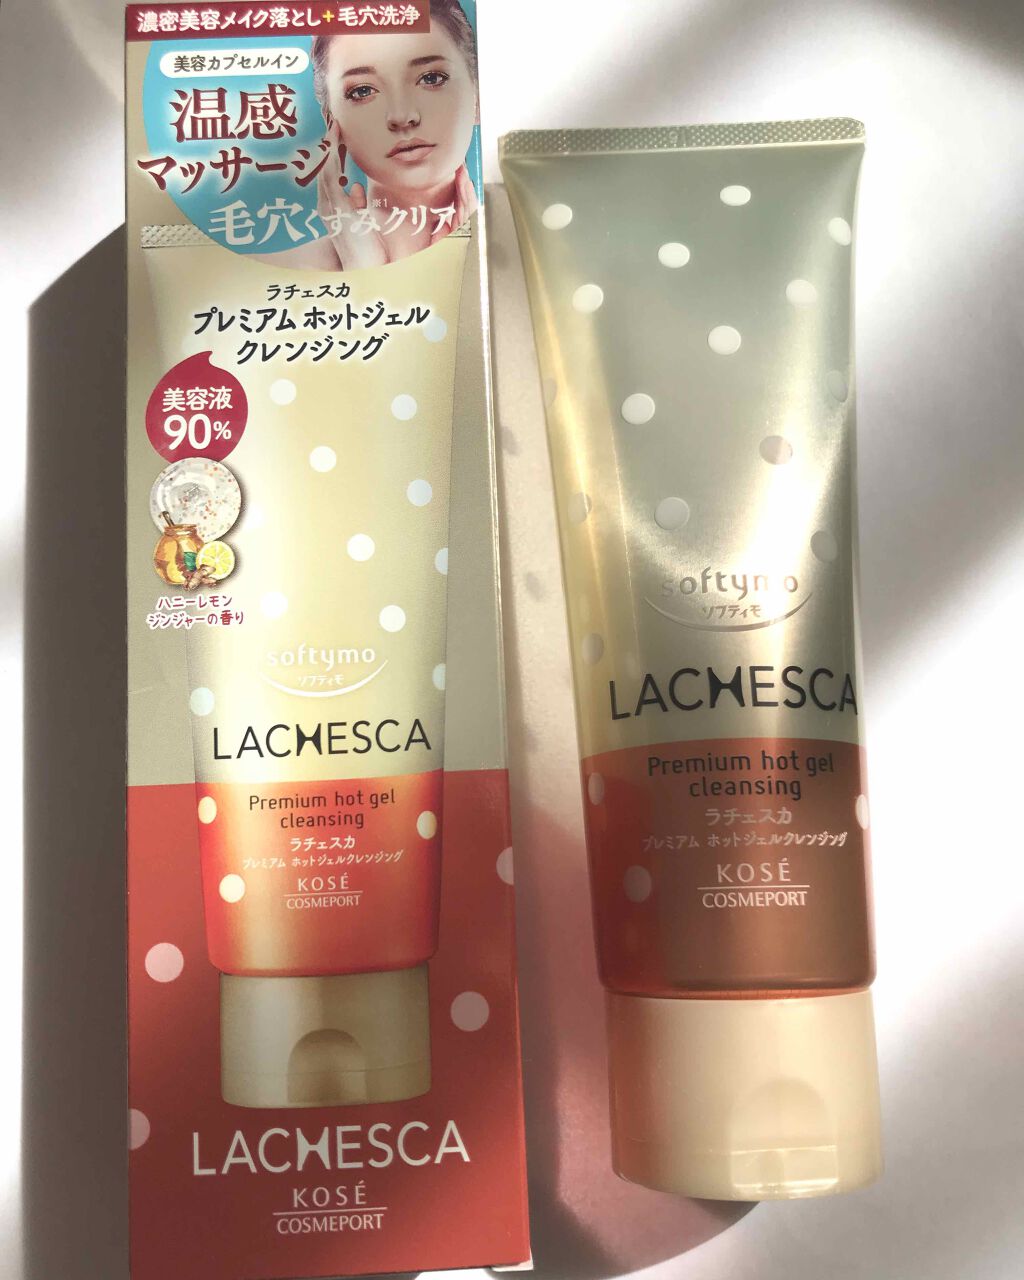 濃密美容メイク落とし+毛穴洗浄
美容カプセルイン
温感
マッサージ!
※1
毛穴くすみクリア
ラチェスカ
プレミアム ホットジェル
クレンジング
美容液
90%
ハニーレモン
ジンジャーの香り
softymo
ソフティモ
LACHESCA
Premium hot gel
cleansing
ラチェスカ
プレミアム ホットジェルクレンジング
KOSÉ
COSMEPORT
LACHESCA
KOSÉ
COSMEPORT
softymo
ソフティモ
LACHESCA
Premium hot gel
cleansing
ラチェスカ
プレミアム ホットジェルクレンジング
KOSÉ
COSMEPORT